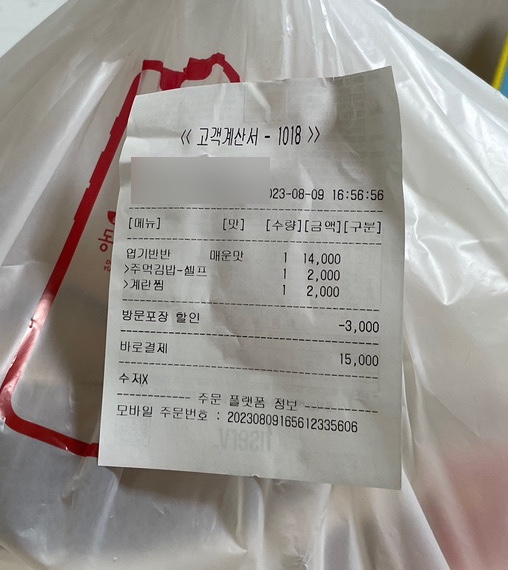 《 고객계산서 - 1018 》
23-08-09 16:56:56
[메뉴] [맛] [수량][금액][구분]
엽기반반 매운맛 1 14,000
>주먹김밥-셀프 1 2,000
>계란찜 1 2,000
방문포장 할인 -3,000
바로결제 15,000
수저X
주문 플랫폼 정보
모바일 주문번호 : 20230809165612335606